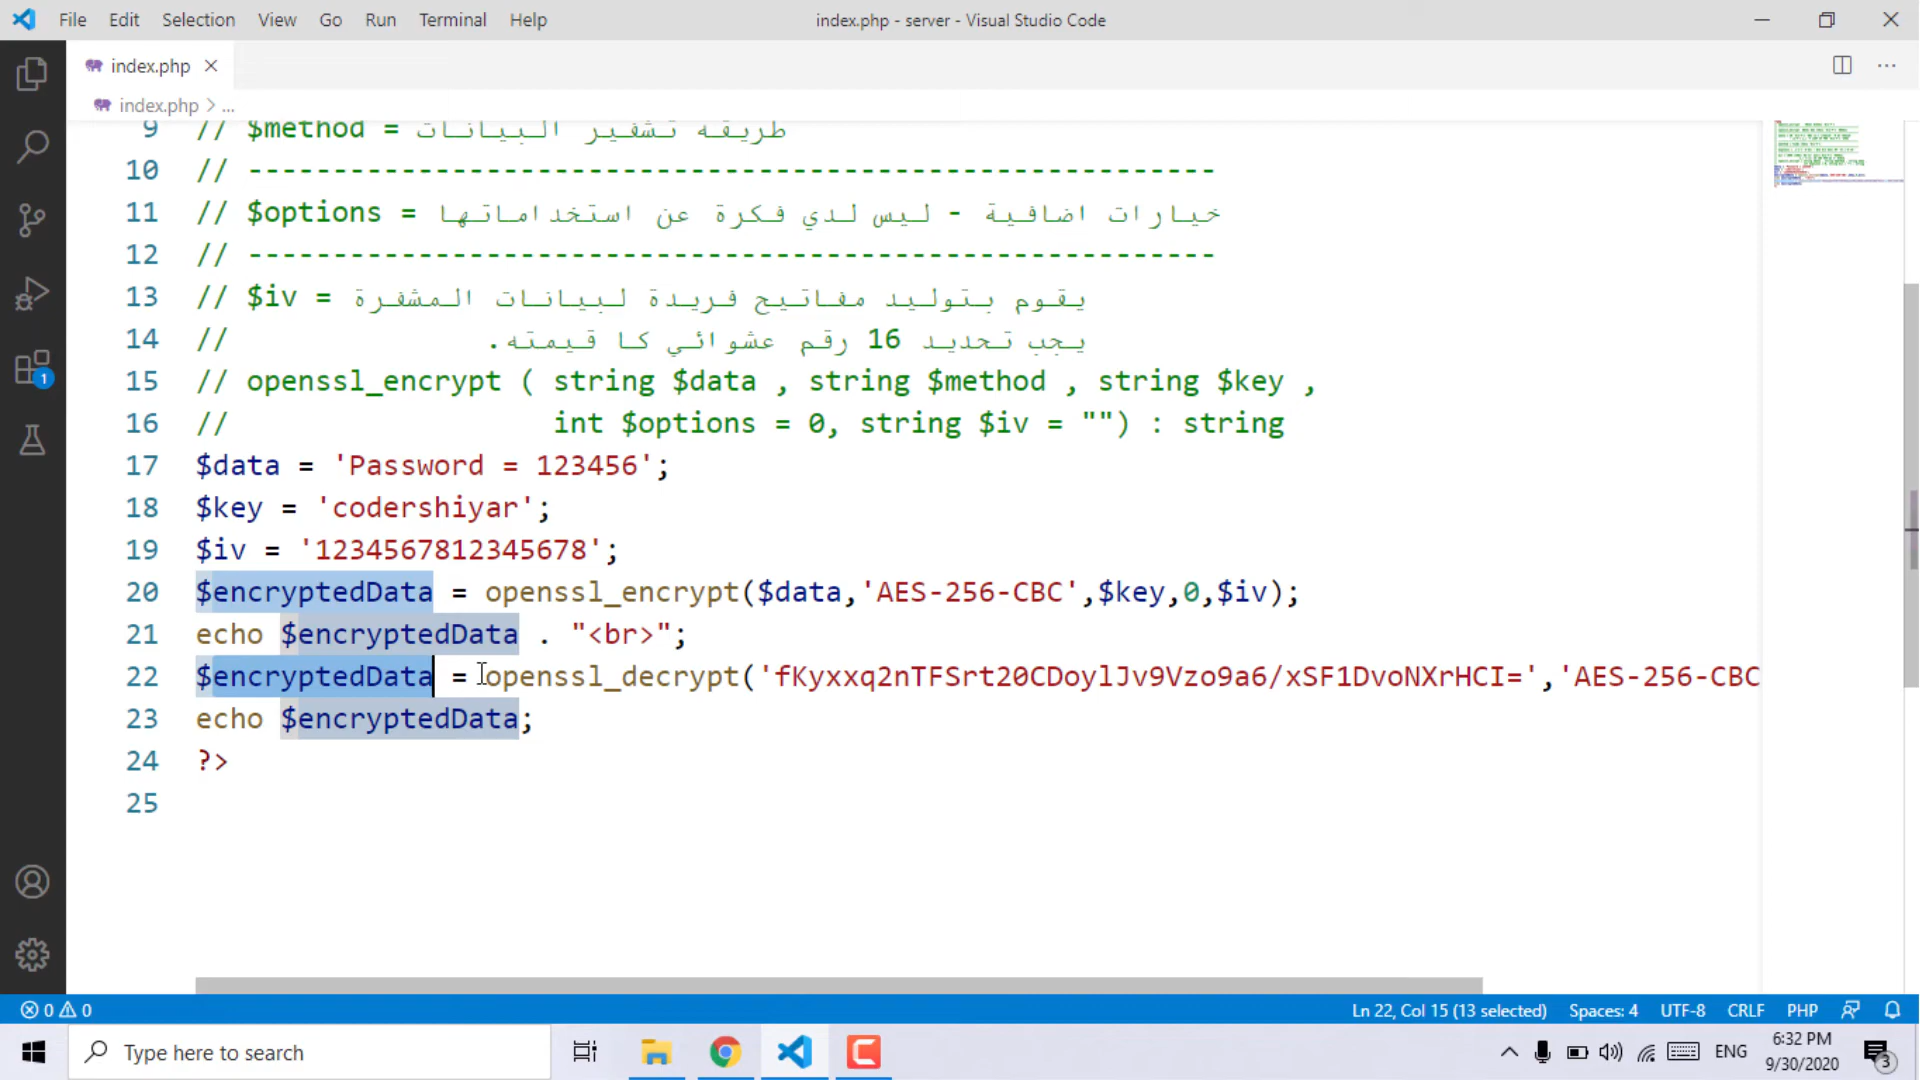 File Edit Selection View Go Run Terminal Help
index.php - server - Visual Studio Code
index.php
index.php > ...
9 // $method = طريقة تشفير البيانات
10 // ---------------------------------------------------------
11 // $options = خيارات اضافية - ليس لدي فكرة عن استخداماتها
12 // ---------------------------------------------------------
13 // $iv = يقوم بتوليد مفاتيح فريدة لبيانات المشفرة
14 // يجب تحديد 16 رقم عشوائي كا قيمته.
15 // openssl_encrypt ( string $data , string $method , string $key ,
16 // int $options = 0, string $iv = "") : string
17 $data = 'Password = 123456';
18 $key = 'codershiyar';
19 $iv = '1234567812345678';
20 $encryptedData = openssl_encrypt($data,'AES-256-CBC',$key,0,$iv);
21 echo $encryptedData . "<br>";
22 $encryptedData = openssl_decrypt('fKyxxq2nTFSrt20CDoylJv9Vzo9a6/xSF1DvoNXrHCI=','AES-256-CBC
23 echo $encryptedData;
24 ?>
25
1
0 0
Ln 22, Col 15 (13 selected) Spaces: 4 UTF-8 CRLF PHP
Type here to search
ENG
6:32 PM
9/30/2020
3